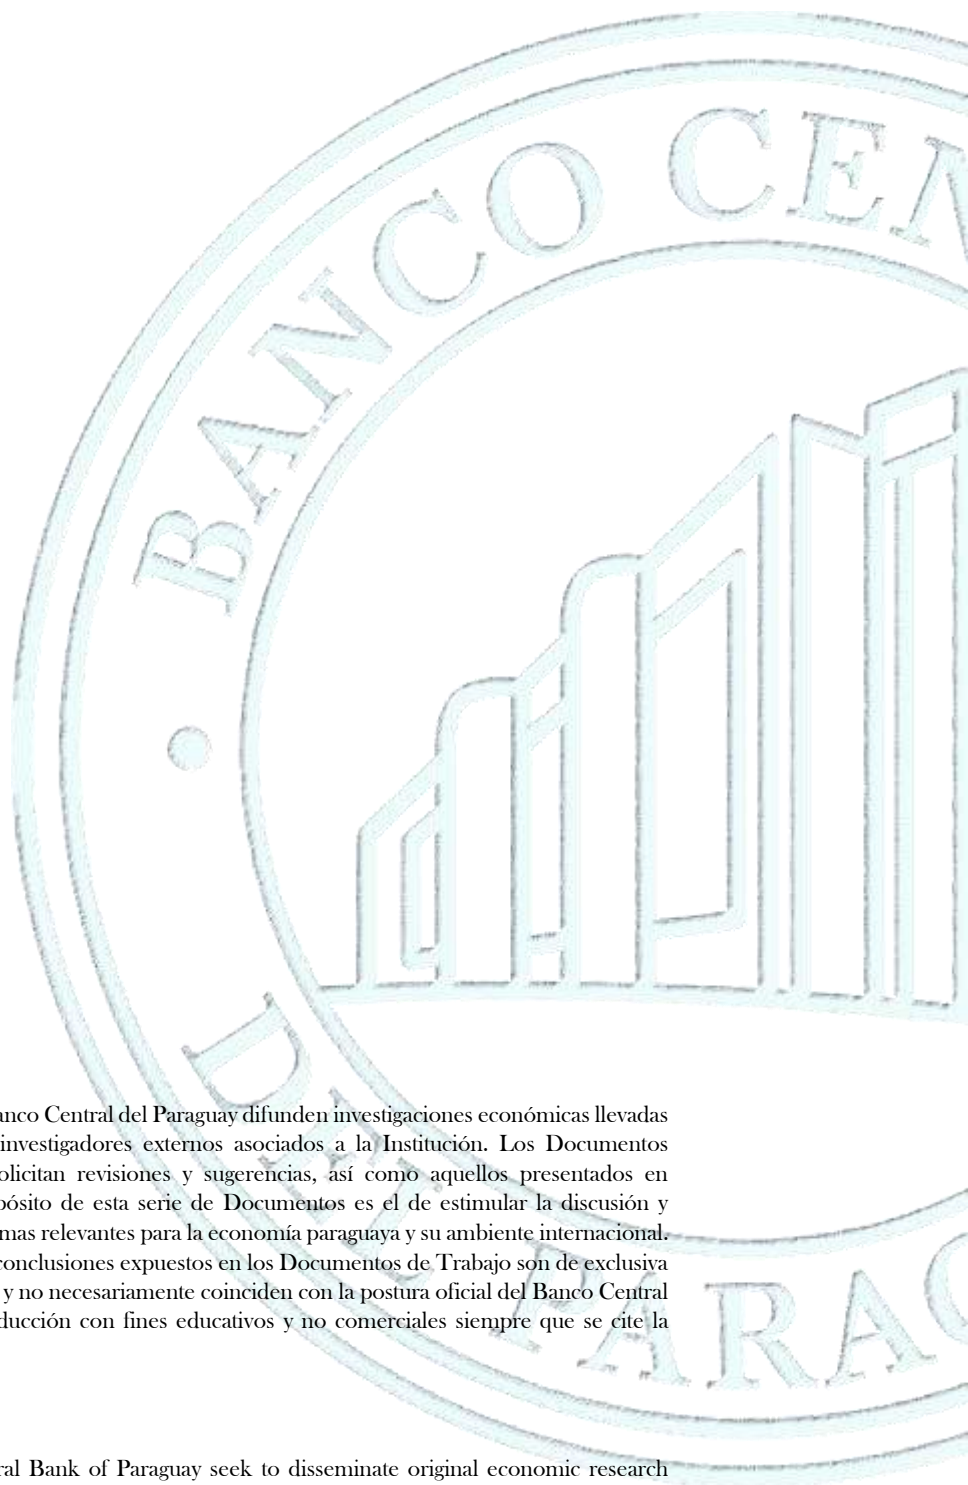 BANCO CEN
anco Central del Paraguay difunden investigaciones económicas llevadas
investigadores externos asociados a la Institución. Los Documentos
olicitan revisiones y sugerencias, así como aquellos presentados en
pósito de esta serie de Documentos es el de estimular la discusión y
mas relevantes para la economía paraguaya y su ambiente internacional.
conclusiones expuestos en los Documentos de Trabajo son de exclusiva
y no necesariamente coinciden con la postura oficial del Banco Central
ducción con fines educativos y no comerciales siempre que se cite la
DEL PARAG
ral Bank of Paraguay seek to disseminate original economic research